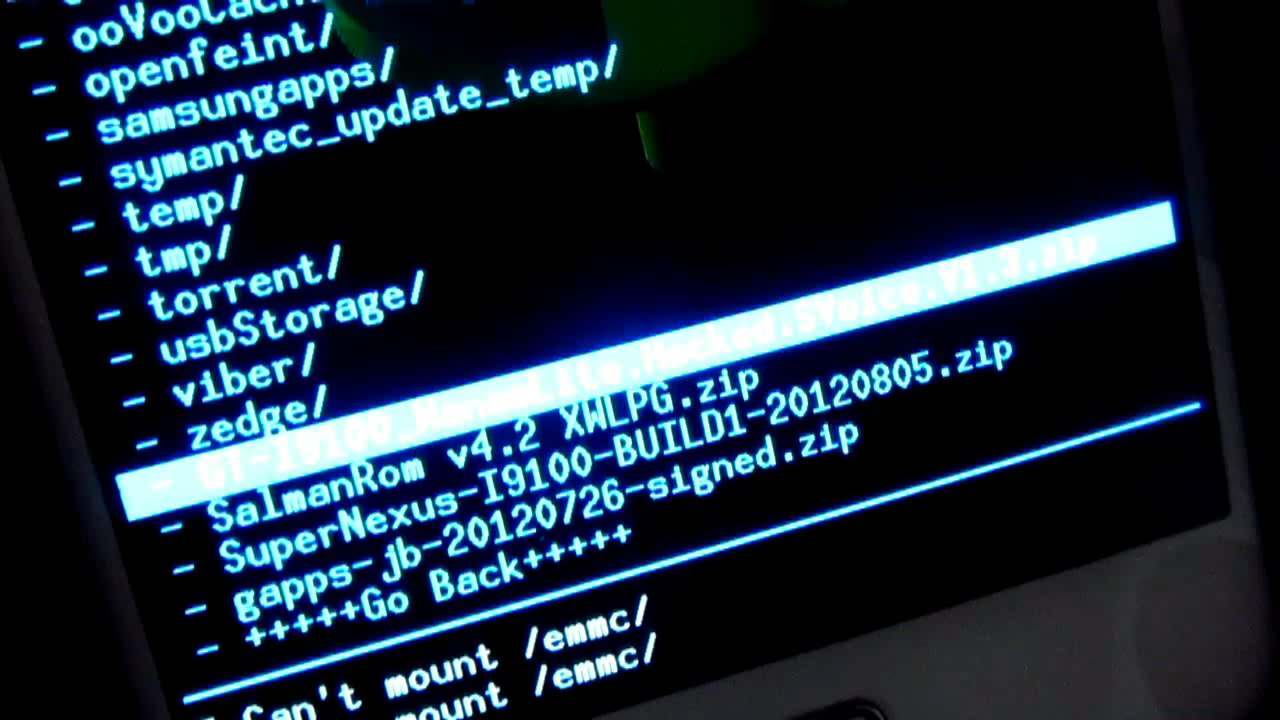 - ooVooCach
- openfeint/
- samsungapps/
- symantec_update_temp/
- temp/
- tmp/
- torrent/
- usbStorage/
- viber/
- zedge/
- GT-I9100_
- SalmanRom v4.2 XWLPG.zip
- SuperNexus-I9100-BUILD1-20120805.zip
- gapps-jb-20120726-signed.zip
- +++++Go Back+++++
Can't mount /emmc/
mount /emmc/